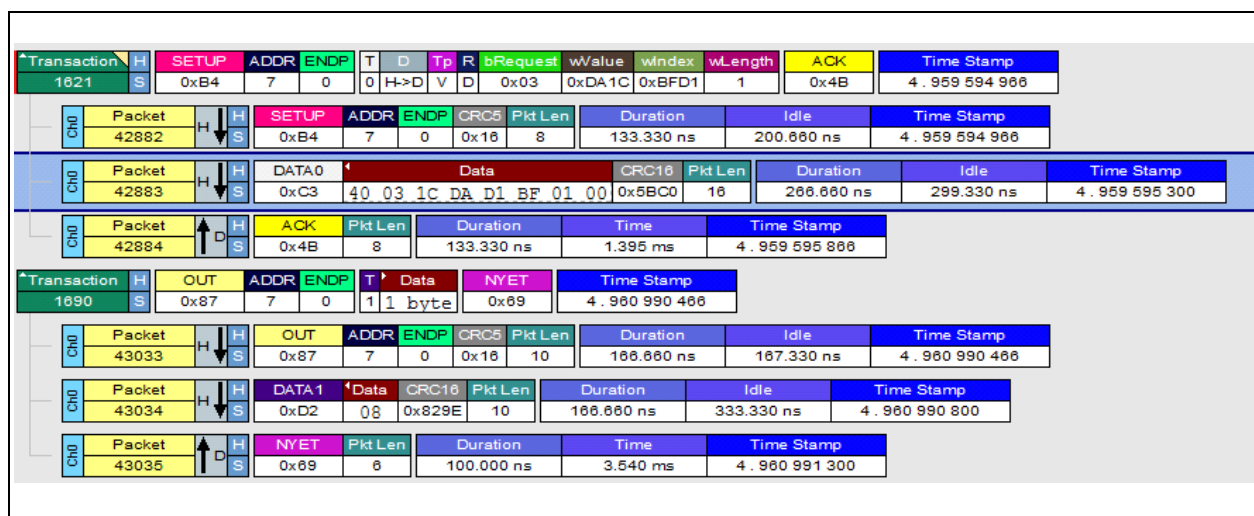 Transaction H SETUP ADDR ENDP T D Tp R bRequest wValue wIndex wLength ACK Time Stamp
1621 S 0xB4 7 0 0 H->D V D 0x03 0xDA1C 0xBFD1 1 0x4B 4 . 959 594 966
Ch0 Packet H H SETUP ADDR ENDP CRC5 Pkt Len Duration Idle Time Stamp
42882 S 0xB4 7 0 0x16 8 133.330 ns 200.660 ns 4 . 959 594 966
Ch0 Packet H H DATA0 Data CRC16 Pkt Len Duration Idle Time Stamp
42883 S 0xC3 40 03 1C DA D1 BF 01 00 0x5BC0 16 266.660 ns 299.330 ns 4 . 959 595 300
Ch0 Packet D H ACK Pkt Len Duration Time Time Stamp
42884 S 0x4B 8 133.330 ns 1.395 ms 4 . 959 595 866
Transaction H OUT ADDR ENDP T Data NYET Time Stamp
1690 S 0x87 7 0 1 1 byte 0x69 4 . 960 990 466
Ch0 Packet H H OUT ADDR ENDP CRC5 Pkt Len Duration Idle Time Stamp
43033 S 0x87 7 0 0x16 10 166.660 ns 167.330 ns 4 . 960 990 466
Ch0 Packet H H DATA1 Data CRC16 Pkt Len Duration Idle Time Stamp
43034 S 0xD2 08 0x829E 10 166.660 ns 333.330 ns 4 . 960 990 800
Ch0 Packet D H NYET Pkt Len Duration Time Time Stamp
43035 S 0x69 6 100.000 ns 3.540 ms 4 . 960 991 300